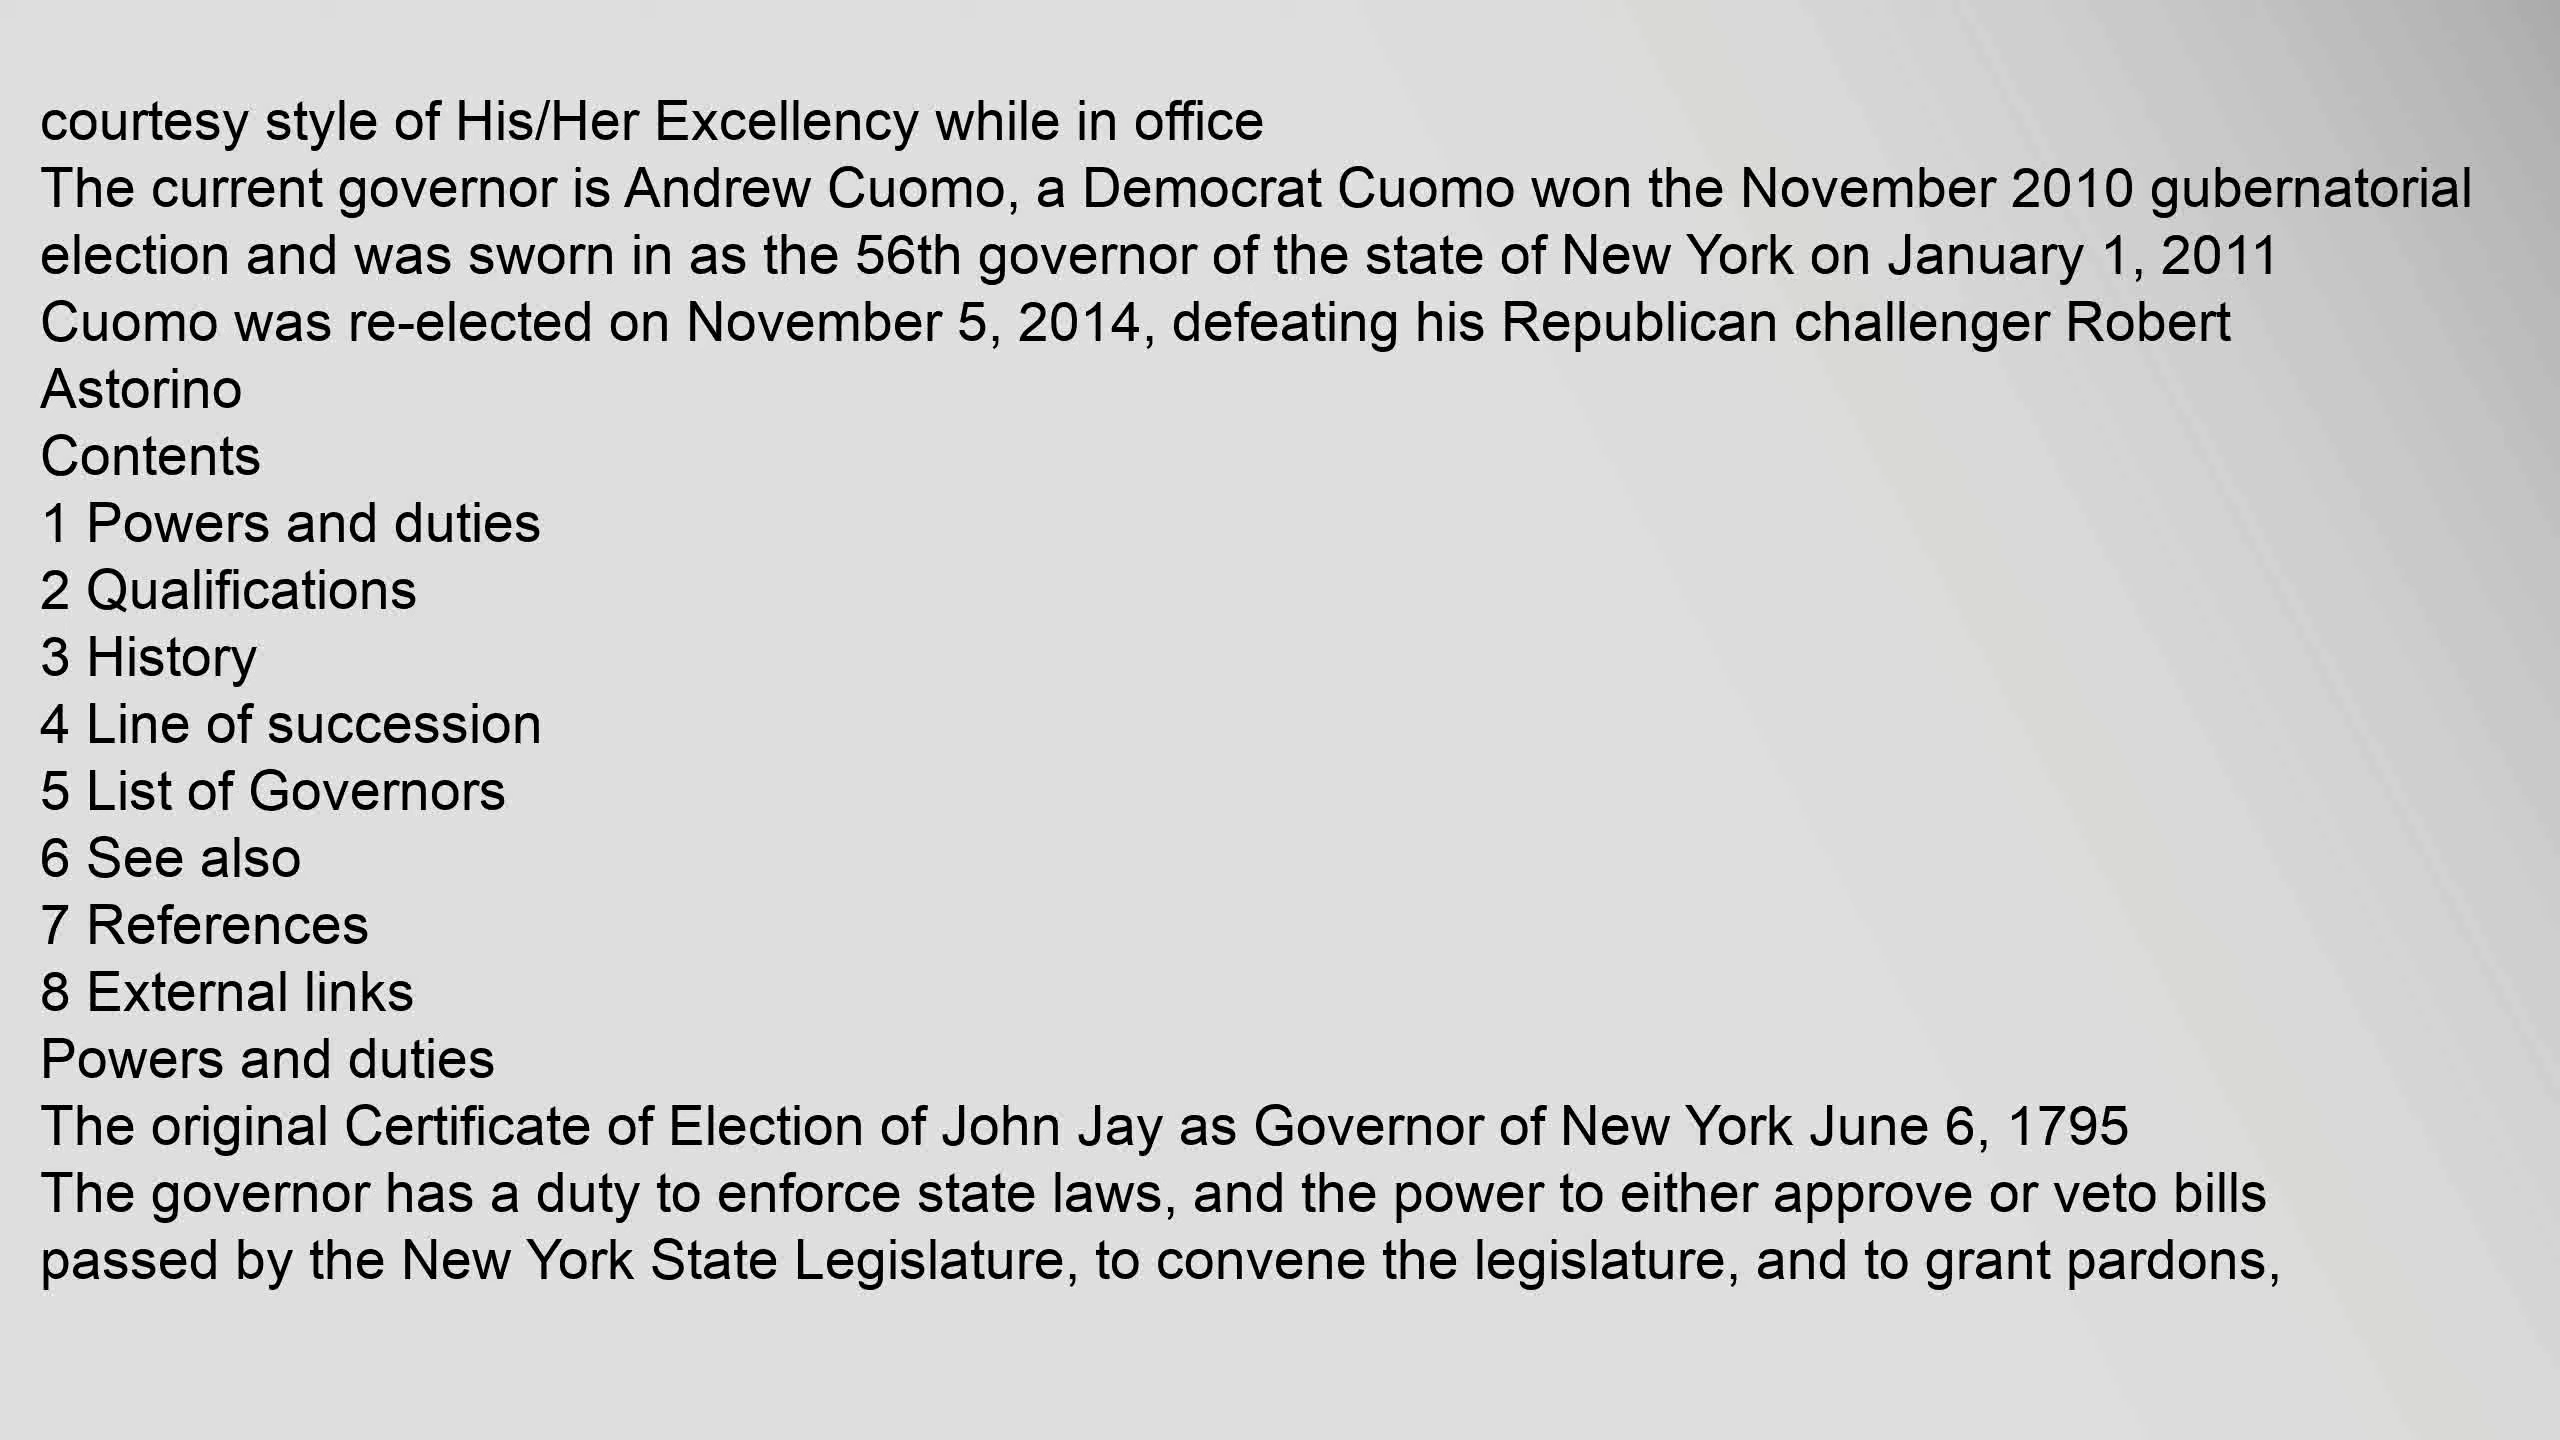 courtesy style of His/Her Excellency while in office
The current governor is Andrew Cuomo, a Democrat Cuomo won the November 2010 gubernatorial
election and was sworn in as the 56th governor of the state of New York on January 1, 2011
Cuomo was re-elected on November 5, 2014, defeating his Republican challenger Robert
Astorino
Contents
1 Powers and duties
2 Qualifications
3 History
4 Line of succession
5 List of Governors
6 See also
7 References
8 External links
Powers and duties
The original Certificate of Election of John Jay as Governor of New York June 6, 1795
The governor has a duty to enforce state laws, and the power to either approve or veto bills
passed by the New York State Legislature, to convene the legislature, and to grant pardons,